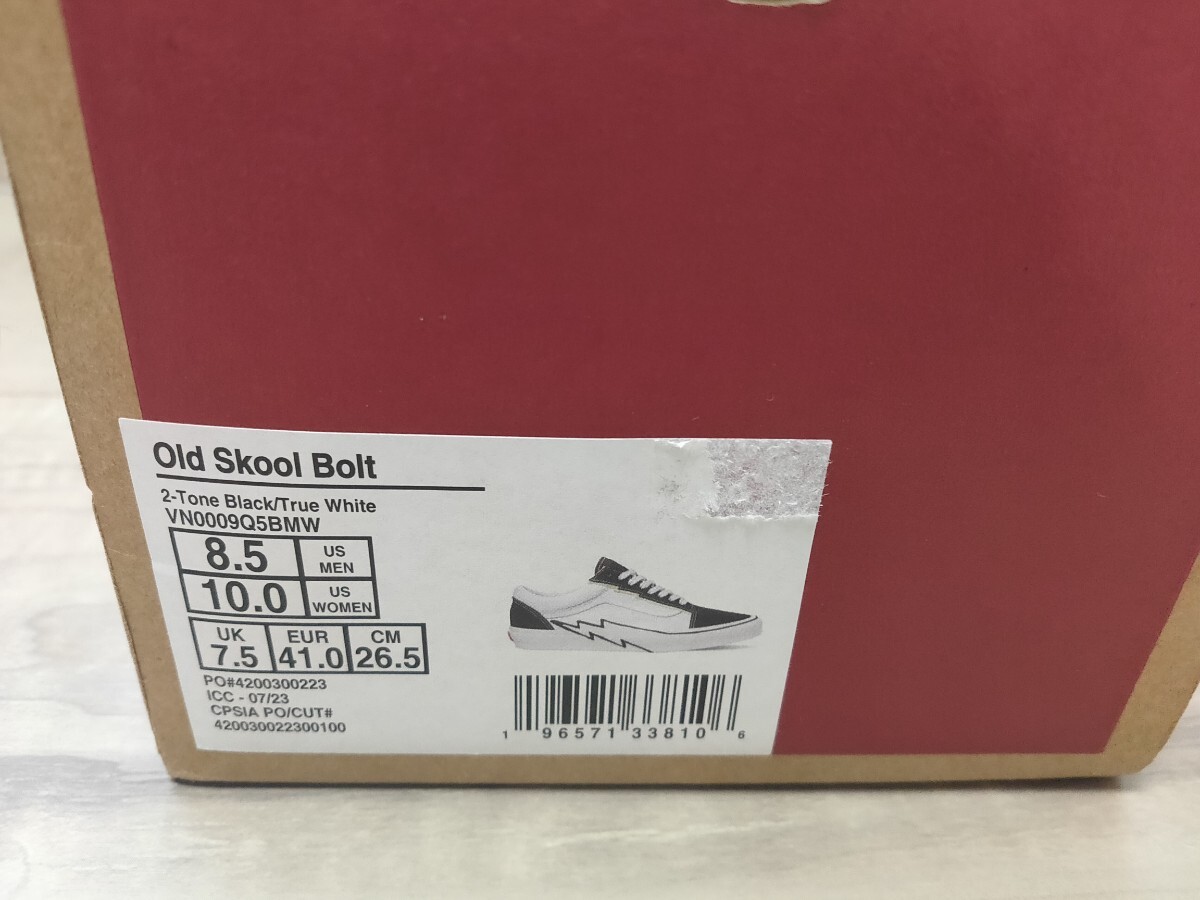 Old Skool Bolt
2-Tone Black/True White
VN0009Q5BMW
8.5 US MEN
10.0 US WOMEN
UK EUR CM
7.5 41.0 26.5
PO#4200300223
ICC - 07/23
CPSIA PO/CUT#
420030022300100
1 96571 33810 6